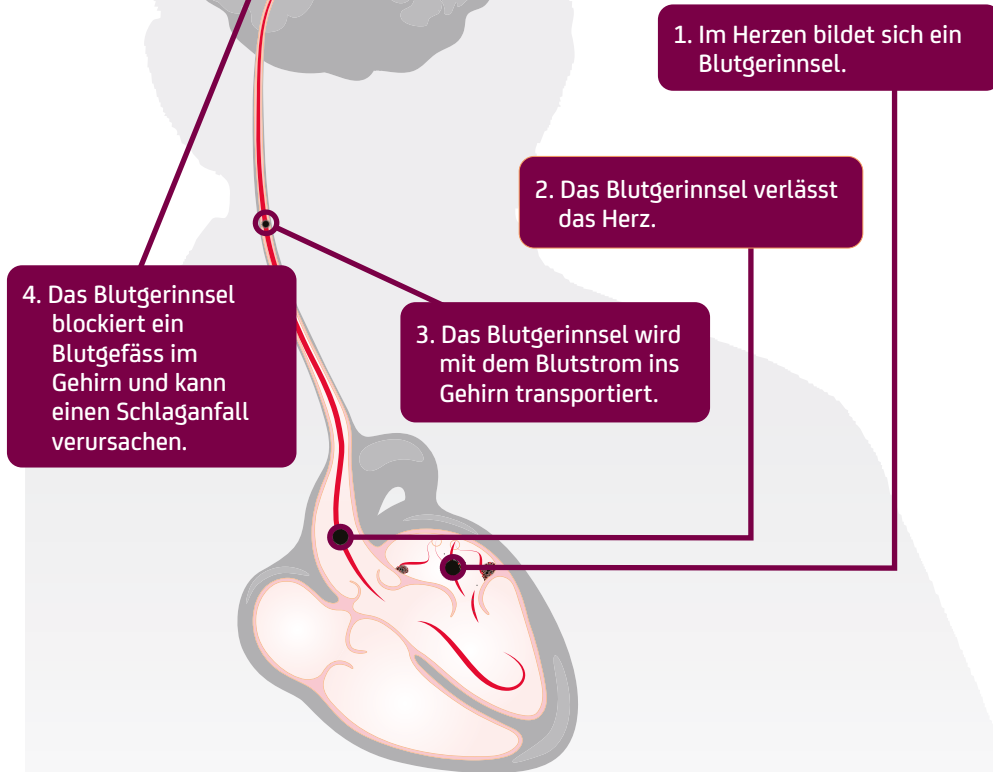 1. Im Herzen bildet sich ein
Blutgerinnsel.
2. Das Blutgerinnsel verlässt
das Herz.
3. Das Blutgerinnsel wird
mit dem Blutstrom ins
Gehirn transportiert.
4. Das Blutgerinnsel
blockiert ein
Blutgefäss im
Gehirn und kann
einen Schlaganfall
verursachen.